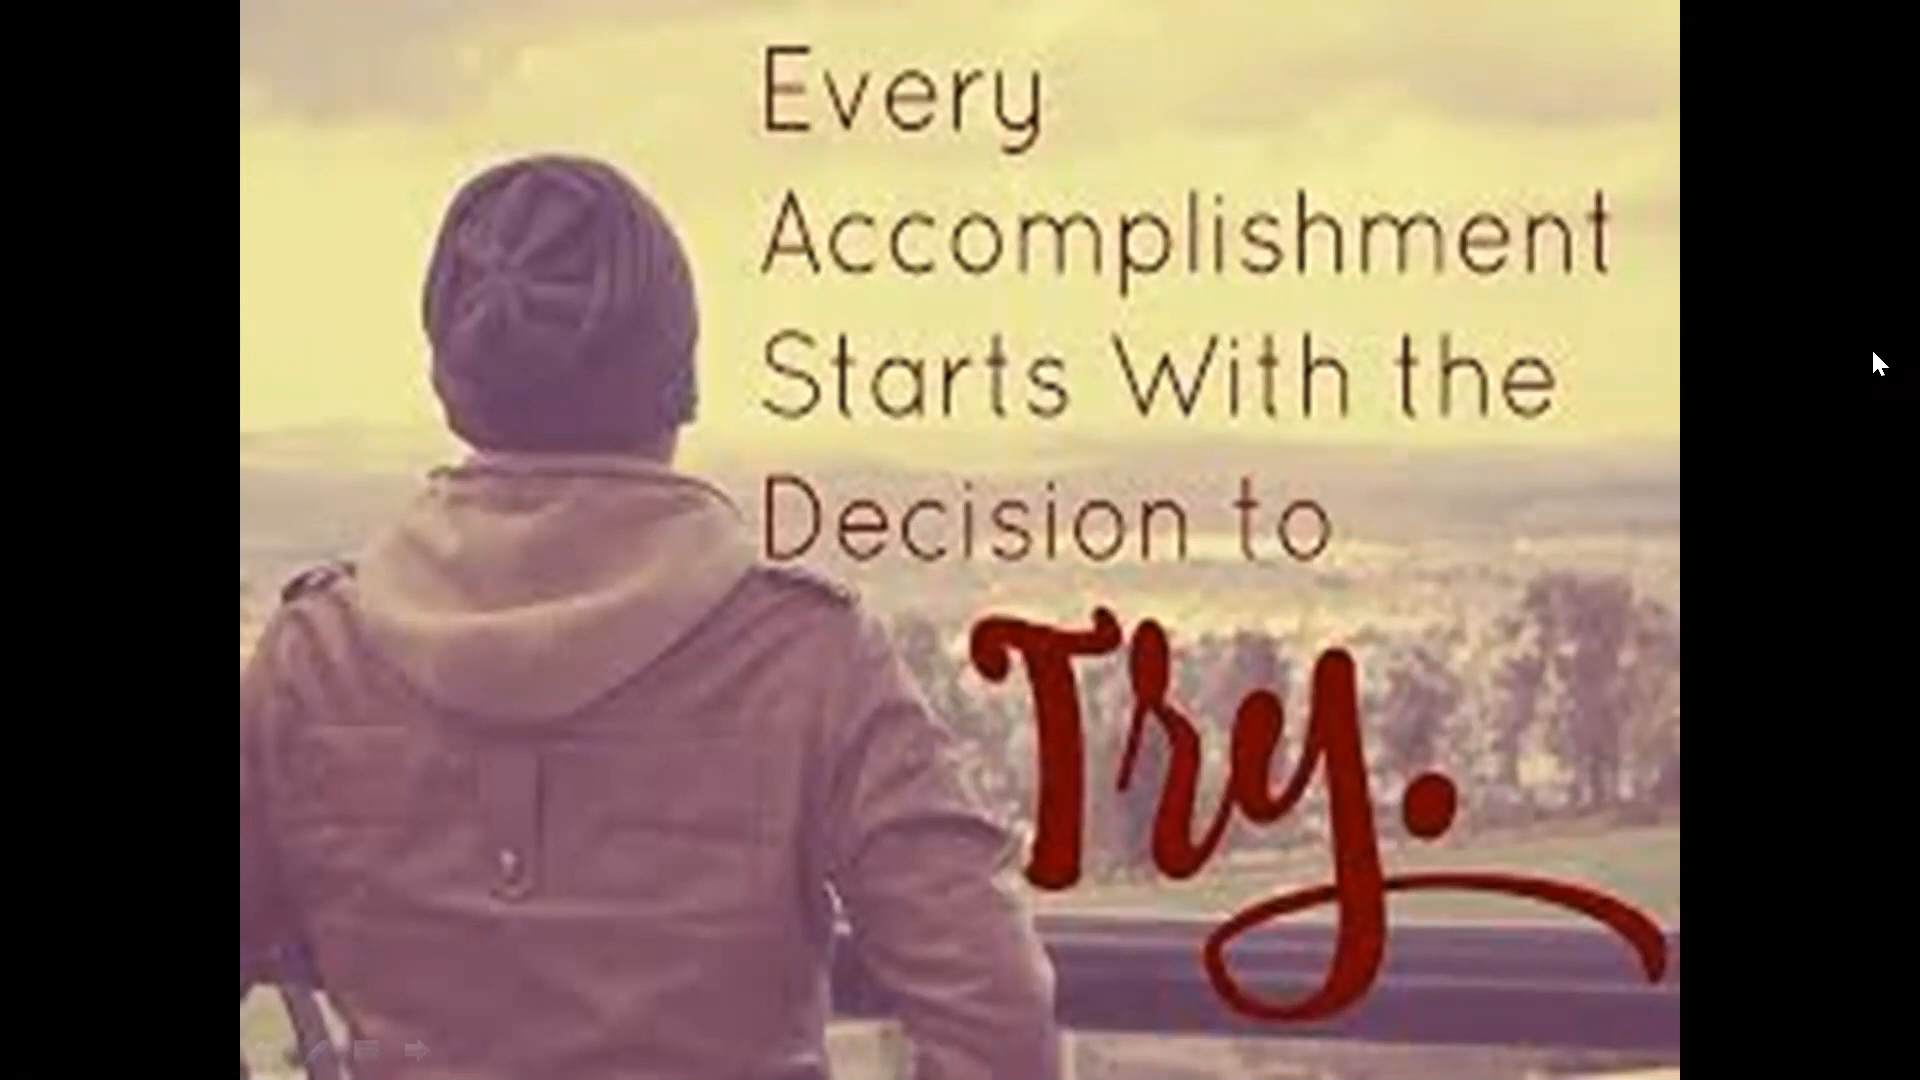 Every
Accomplishment
Starts With the
Decision to
Try.